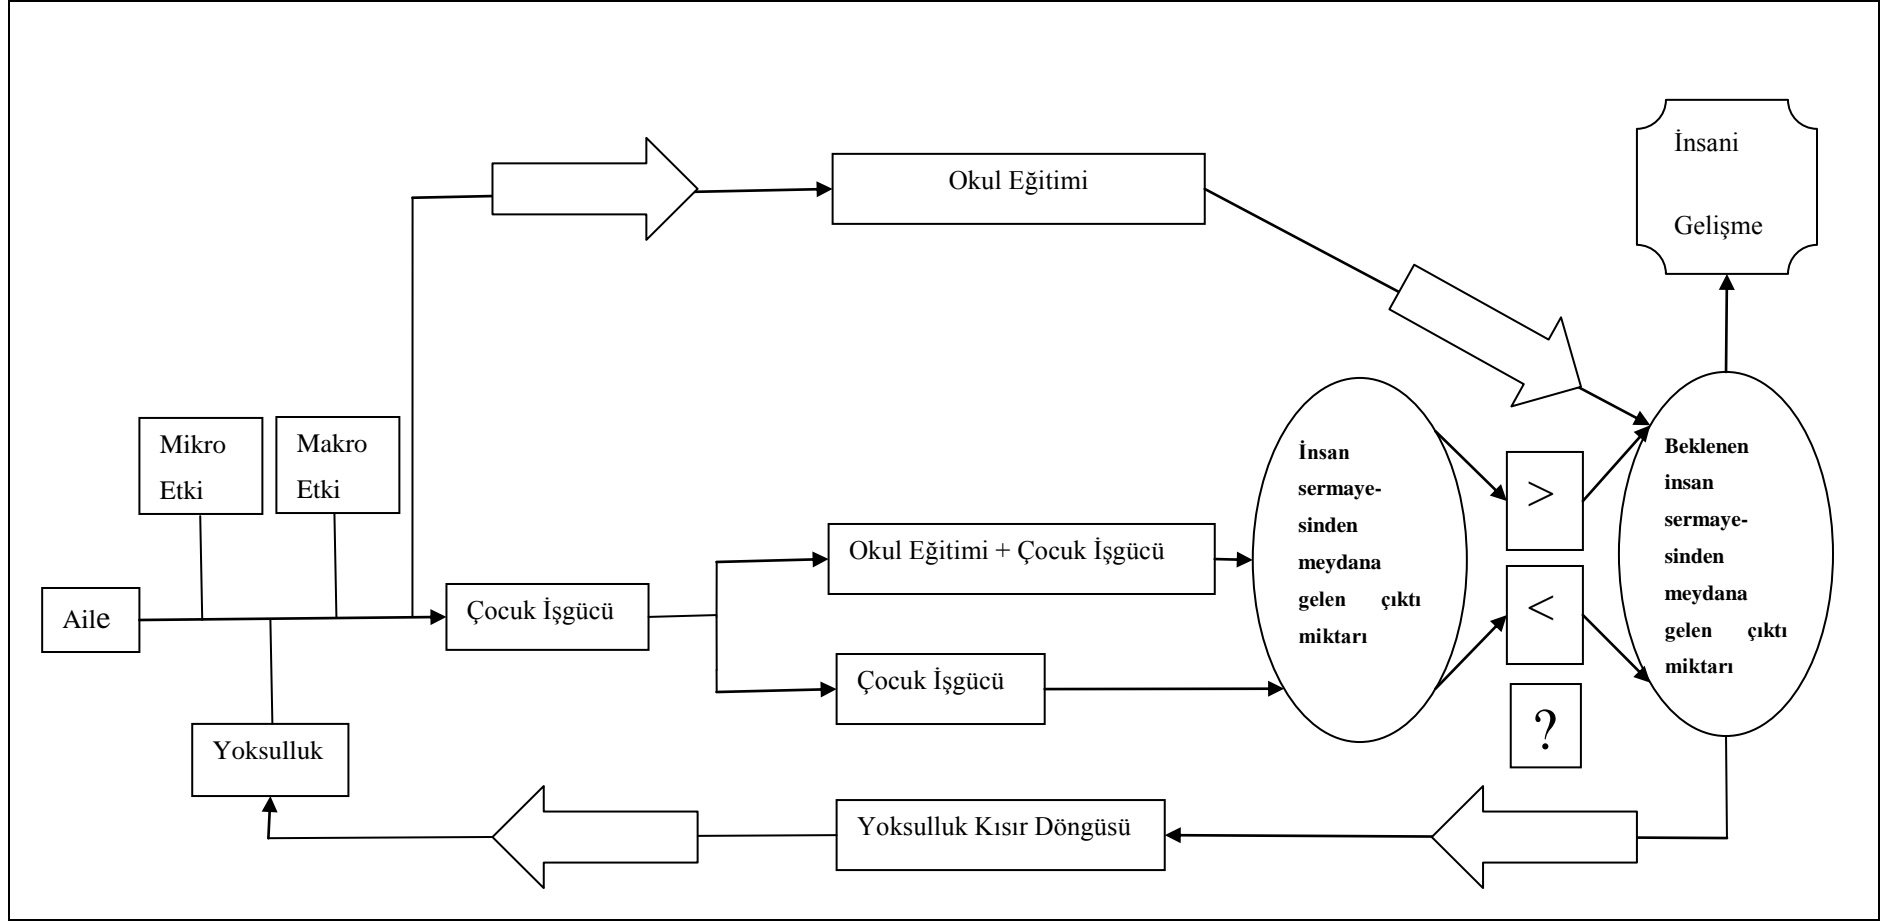 İnsani
Gelişme
Okul Eğitimi
Mikro
Etki
Makro
Etki
Aile
Yoksulluk
Çocuk İşgücü
Okul Eğitimi + Çocuk İşgücü
Çocuk İşgücü
İnsan
sermaye-
sinden
meydana
gelen çıktı
miktarı
>
<
?
Beklenen
insan
sermaye-
sinden
meydana
gelen çıktı
miktarı
Yoksulluk Kısır Döngüsü